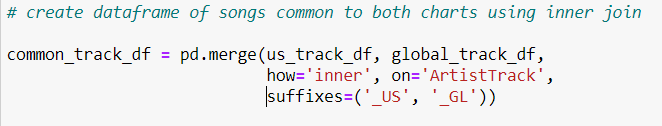 # create dataframe of songs common to both charts using inner join
common_track_df = pd.merge(us_track_df, global_track_df,
how='inner', on='ArtistTrack',
suffixes=('_US', '_GL'))